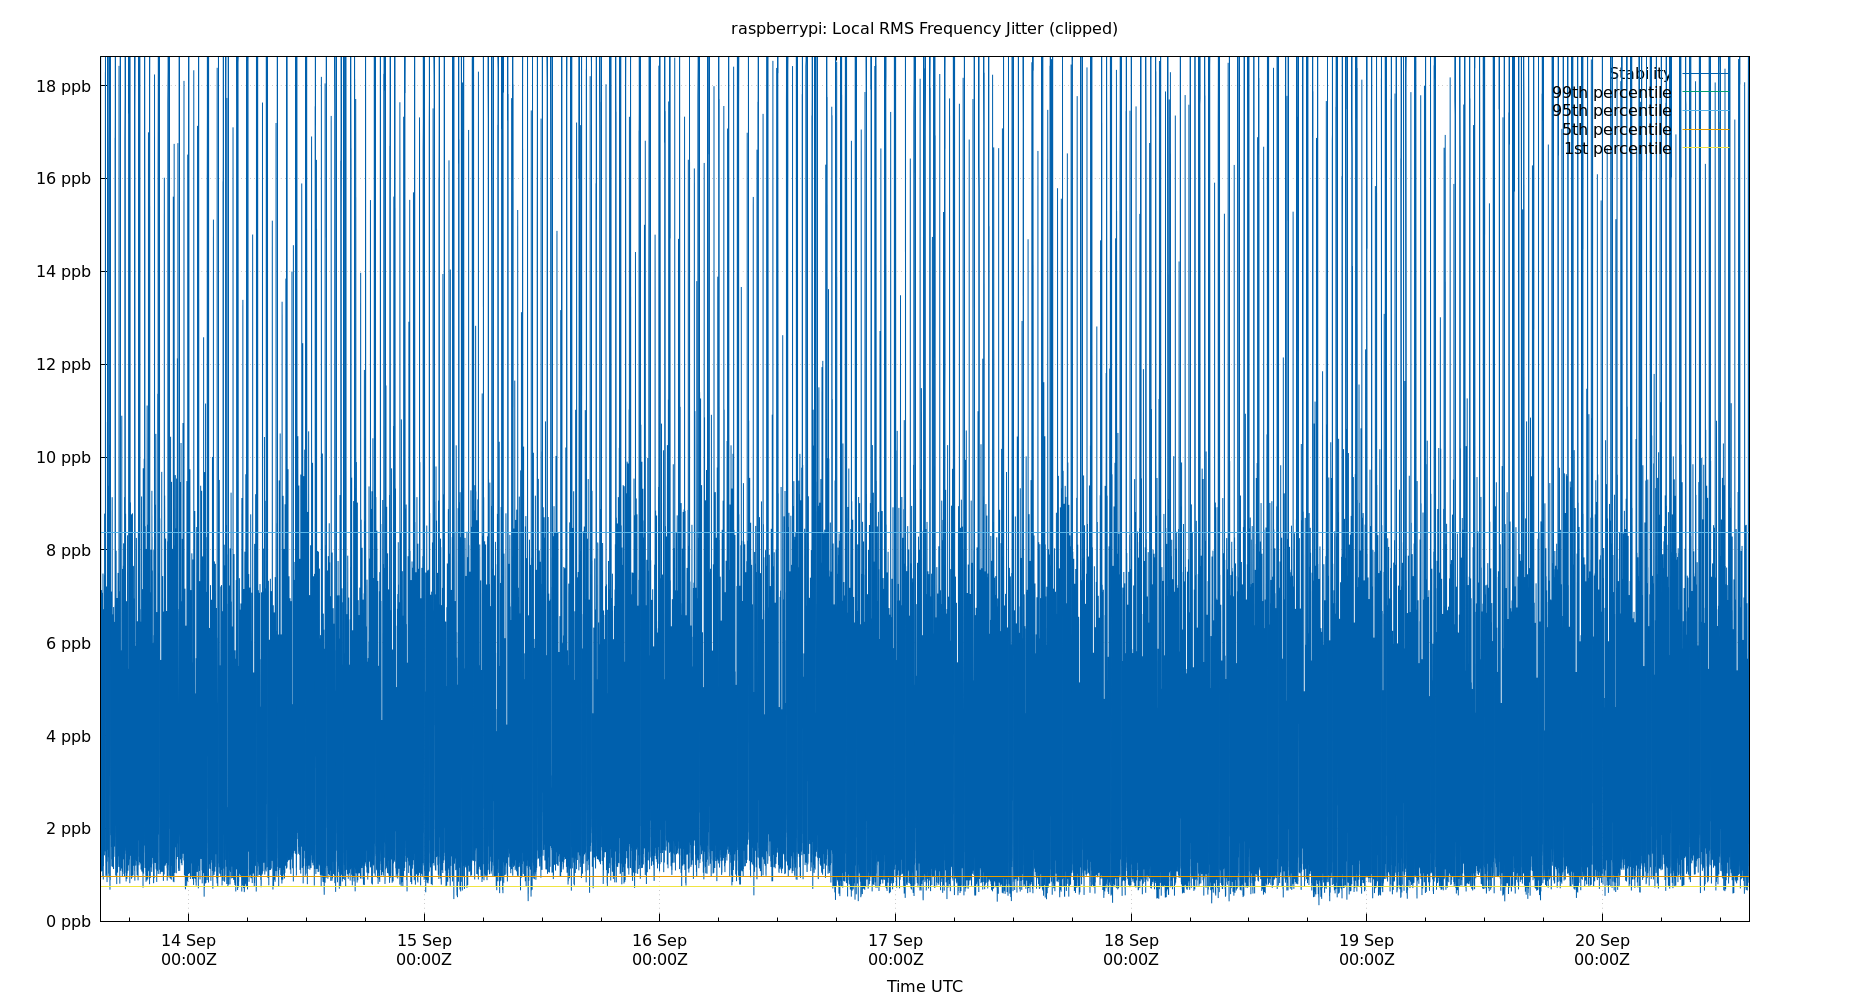 raspberrypi: Local RMS Frequency Jitter (clipped)
18 ppb
16 ppb
14 ppb
12 ppb
10 ppb
8 ppb
6 ppb
4 ppb
2 ppb
0 ppb
Stability
99th percentile
95th percentile
5th percentile
1st percentile
14 Sep
00:00Z
15 Sep
00:00Z
16 Sep
00:00Z
17 Sep
00:00Z
18 Sep
00:00Z
19 Sep
00:00Z
20 Sep
00:00Z
Time UTC